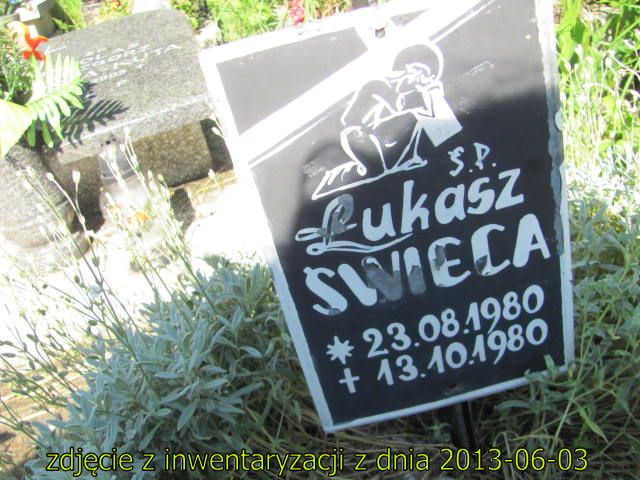 Ś.P.
Łukasz
ŚWIECA
* 23.08.1980
+ 13.10.1980
zdjęcie z inwentaryzacji z dnia 2013-06-03